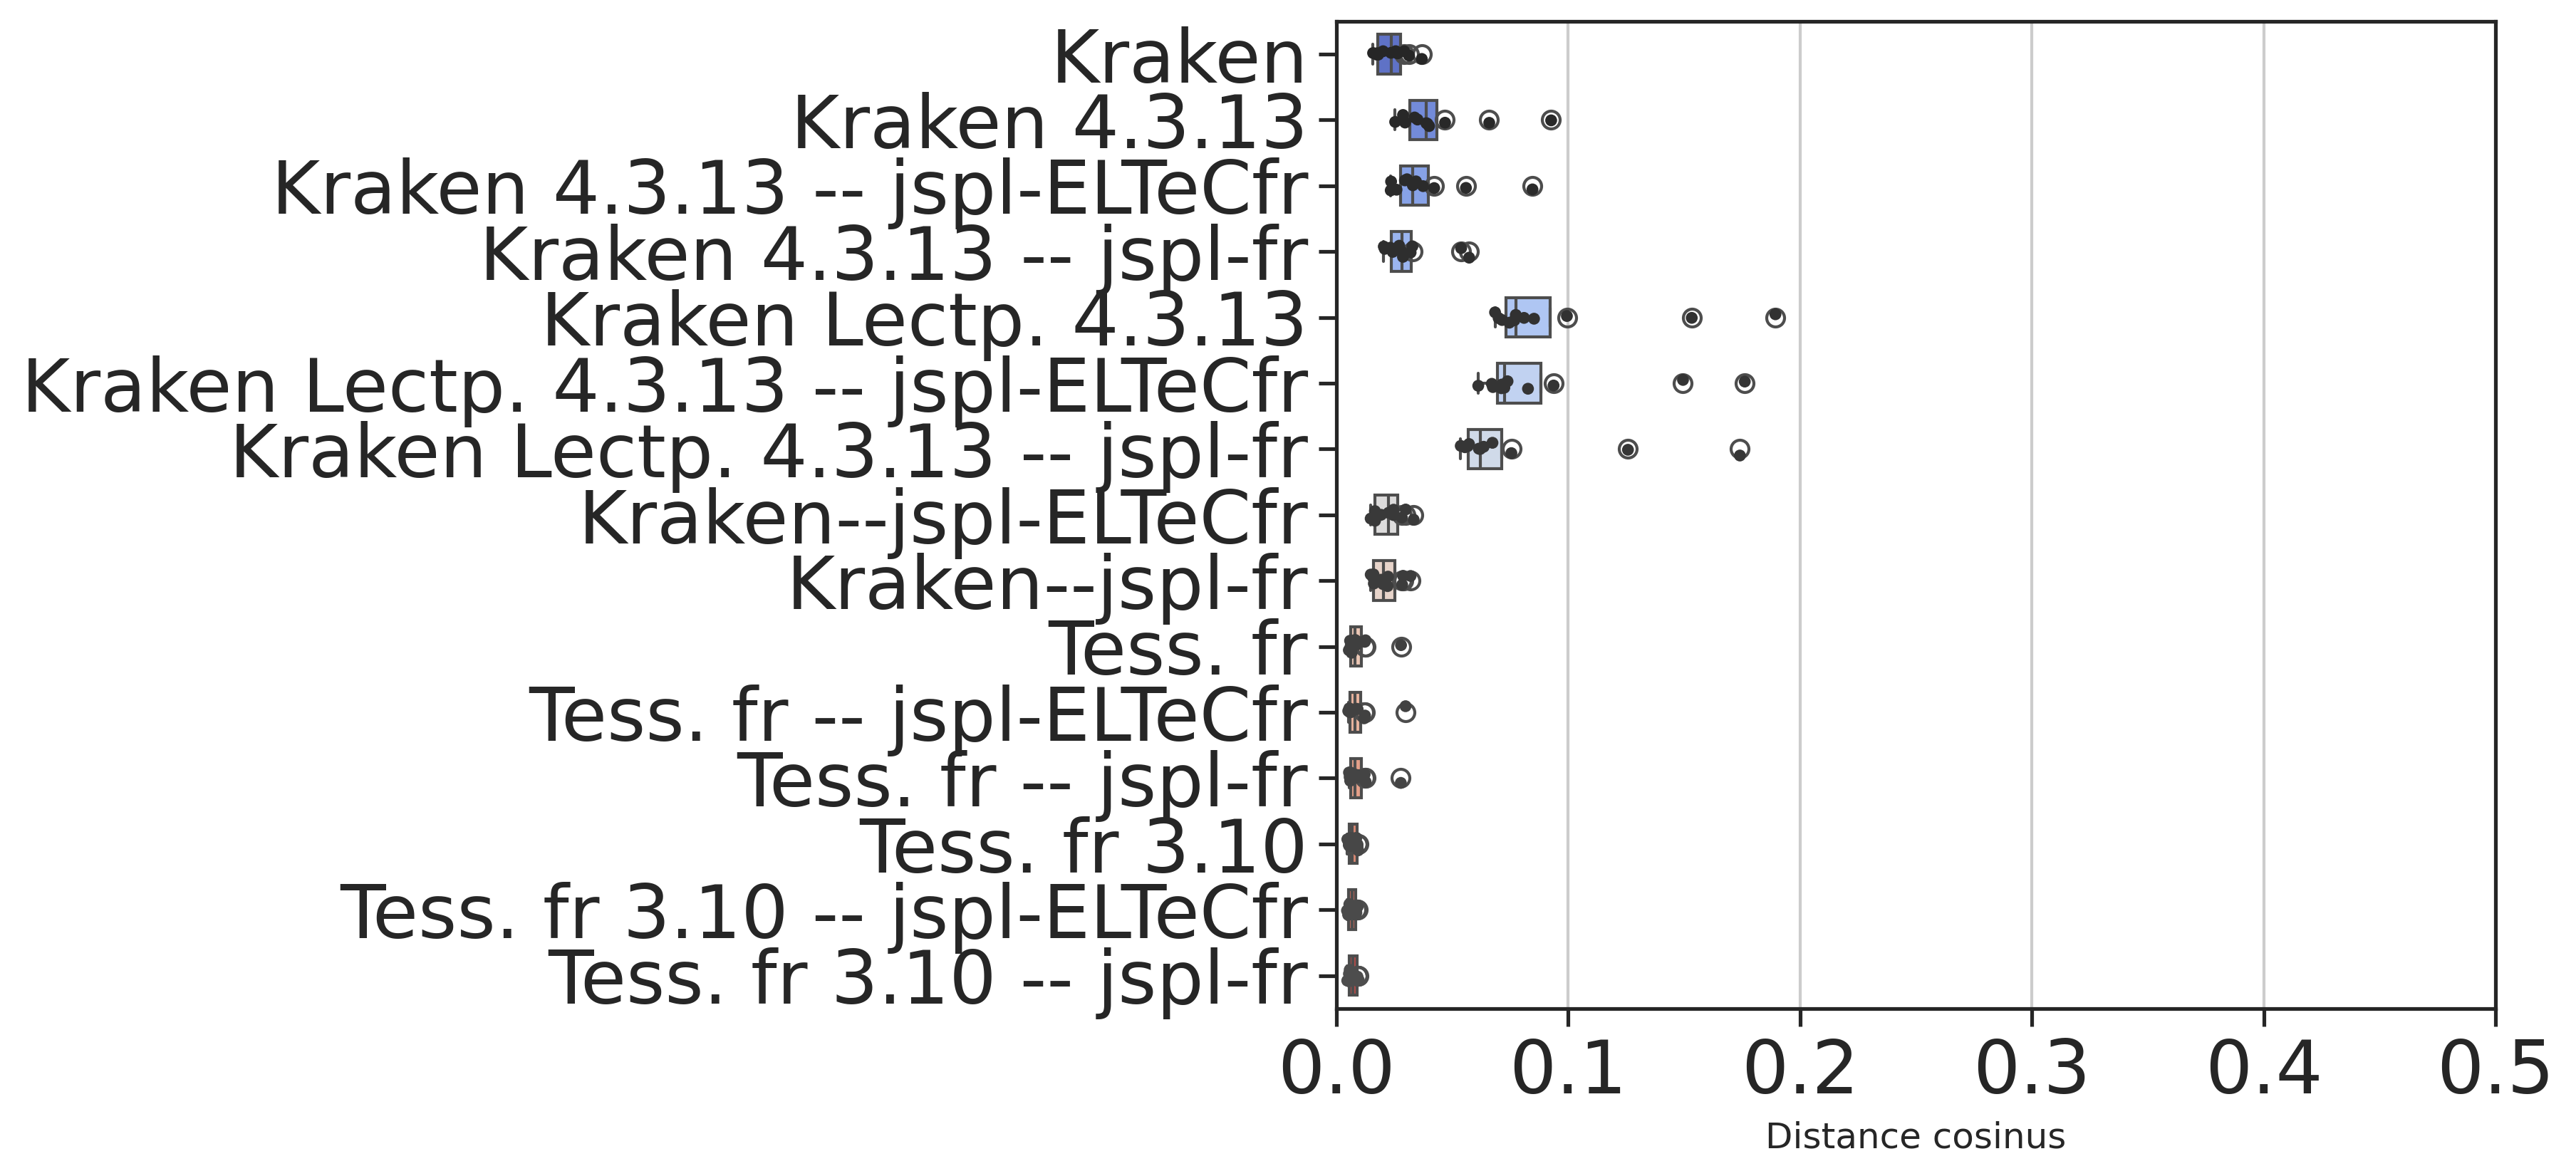 Kraken
Kraken 4.3.13
Kraken 4.3.13 -- jspl-ELTeCfr
Kraken 4.3.13 -- jspl-fr
Kraken Lectp. 4.3.13
Kraken Lectp. 4.3.13 -- jspl-ELTeCfr
Kraken Lectp. 4.3.13 -- jspl-fr
Kraken--jspl-ELTeCfr
Kraken--jspl-fr
Tess. fr
Tess. fr -- jspl-ELTeCfr
Tess. fr -- jspl-fr
Tess. fr 3.10
Tess. fr 3.10 -- jspl-ELTeCfr
Tess. fr 3.10 -- jspl-fr
0.0 0.1 0.2 0.3 0.4 0.5
Distance cosinus